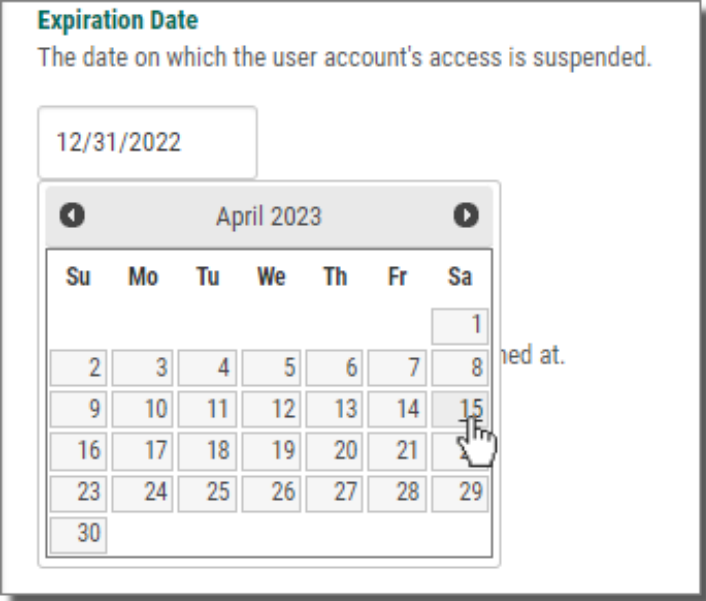 Expiration Date
The date on which the user account's access is suspended.
12/31/2022
April 2023
Su Mo Tu We Th Fr Sa
1
2 3 4 5 6 7 8
ned at.
9 10 11 12 13 14 15
16 17 18 19 20 21
23 24 25 26 27 28 29
30